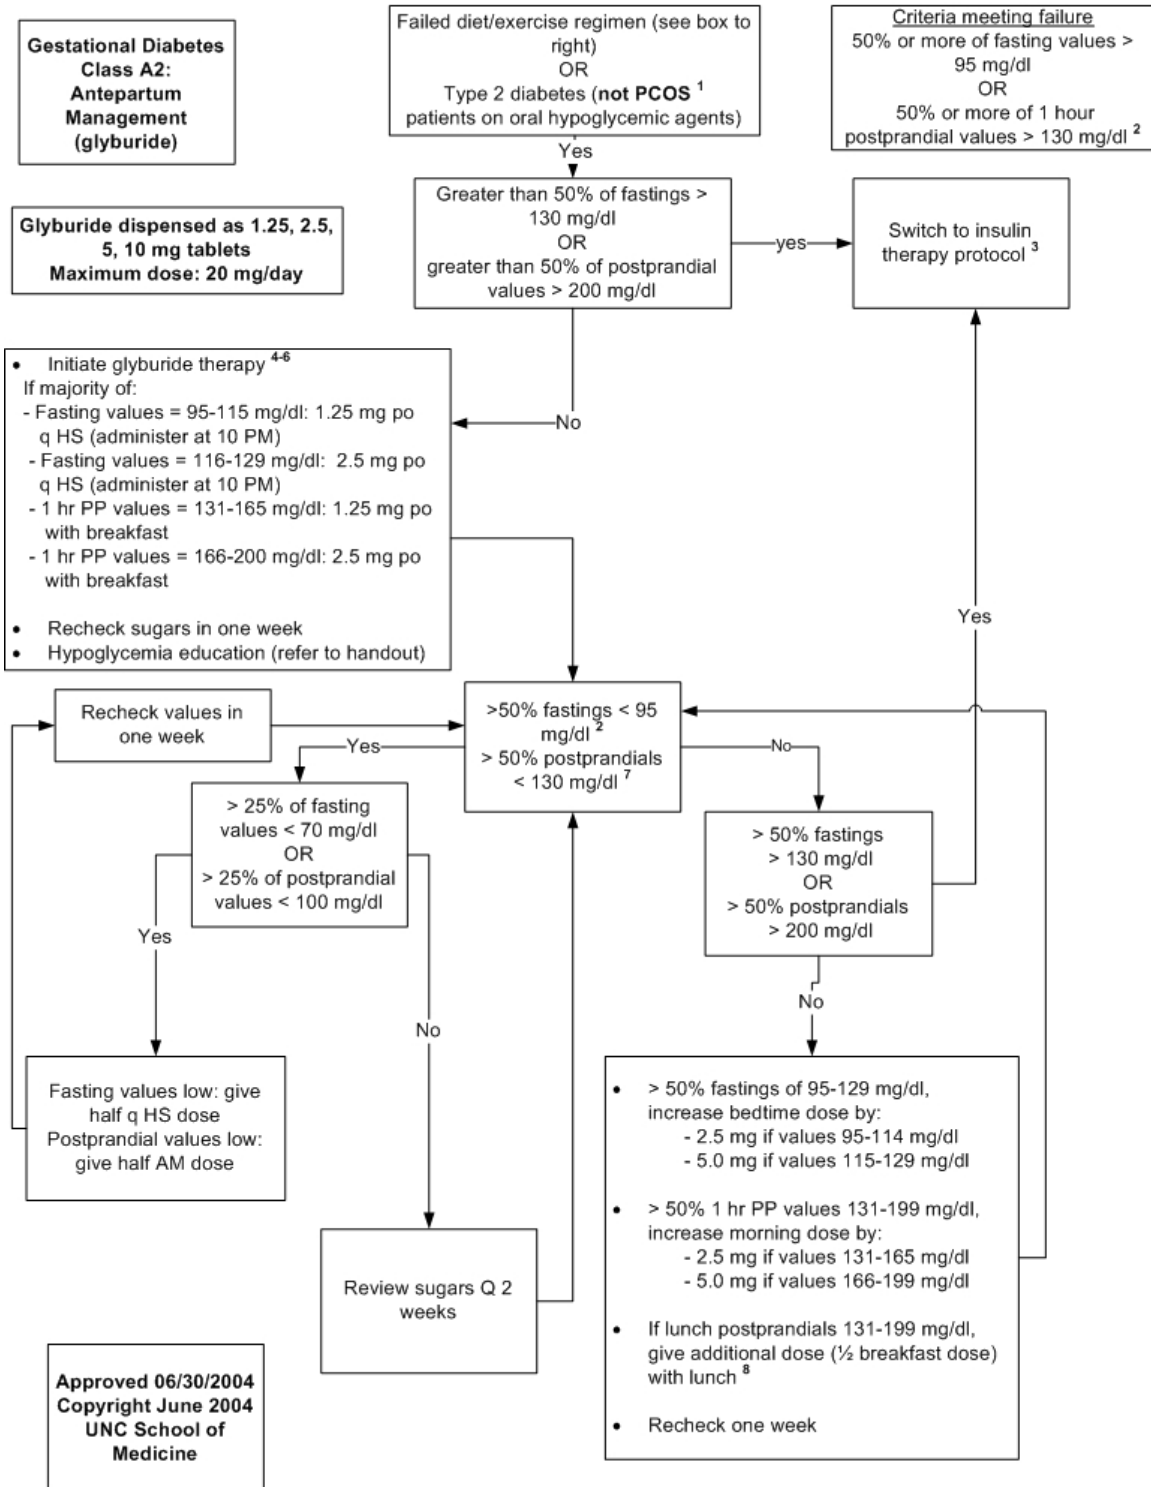 Gestational Diabetes
Class A2:
Antepartum
Management
(glyburide)
Failed diet/exercise regimen (see box to
right)
OR
Type 2 diabetes (not PCOS 1
patients on oral hypoglycemic agents)
Criteria meeting failure
50% or more of fasting values >
95 mg/dl
OR
50% or more of 1 hour
postprandial values > 130 mg/dl 2
Yes
Glyburide dispensed as 1.25, 2.5,
5, 10 mg tablets
Maximum dose: 20 mg/day
Greater than 50% of fastings >
130 mg/dl
OR
greater than 50% of postprandial
values > 200 mg/dl
yes
Switch to insulin
therapy protocol 3
No
• Initiate glyburide therapy 4-6
If majority of:
- Fasting values = 95-115 mg/dl: 1.25 mg po
q HS (administer at 10 PM)
- Fasting values = 116-129 mg/dl: 2.5 mg po
q HS (administer at 10 PM)
- 1 hr PP values = 131-165 mg/dl: 1.25 mg po
with breakfast
- 1 hr PP values = 166-200 mg/dl: 2.5 mg po
with breakfast
• Recheck sugars in one week
• Hypoglycemia education (refer to handout)
Yes
Recheck values in
one week
>50% fastings < 95
mg/dl 2
> 50% postprandials
< 130 mg/dl 7
Yes
No
> 25% of fasting
values < 70 mg/dl
OR
> 25% of postprandial
values < 100 mg/dl
> 50% fastings
> 130 mg/dl
OR
> 50% postprandials
> 200 mg/dl
Yes
No
No
Fasting values low: give
half q HS dose
Postprandial values low:
give half AM dose
• > 50% fastings of 95-129 mg/dl,
increase bedtime dose by:
- 2.5 mg if values 95-114 mg/dl
- 5.0 mg if values 115-129 mg/dl
• > 50% 1 hr PP values 131-199 mg/dl,
increase morning dose by:
- 2.5 mg if values 131-165 mg/dl
- 5.0 mg if values 166-199 mg/dl
• If lunch postprandials 131-199 mg/dl,
give additional dose (½ breakfast dose)
with lunch 8
• Recheck one week
Review sugars Q 2
weeks
Approved 06/30/2004
Copyright June 2004
UNC School of
Medicine